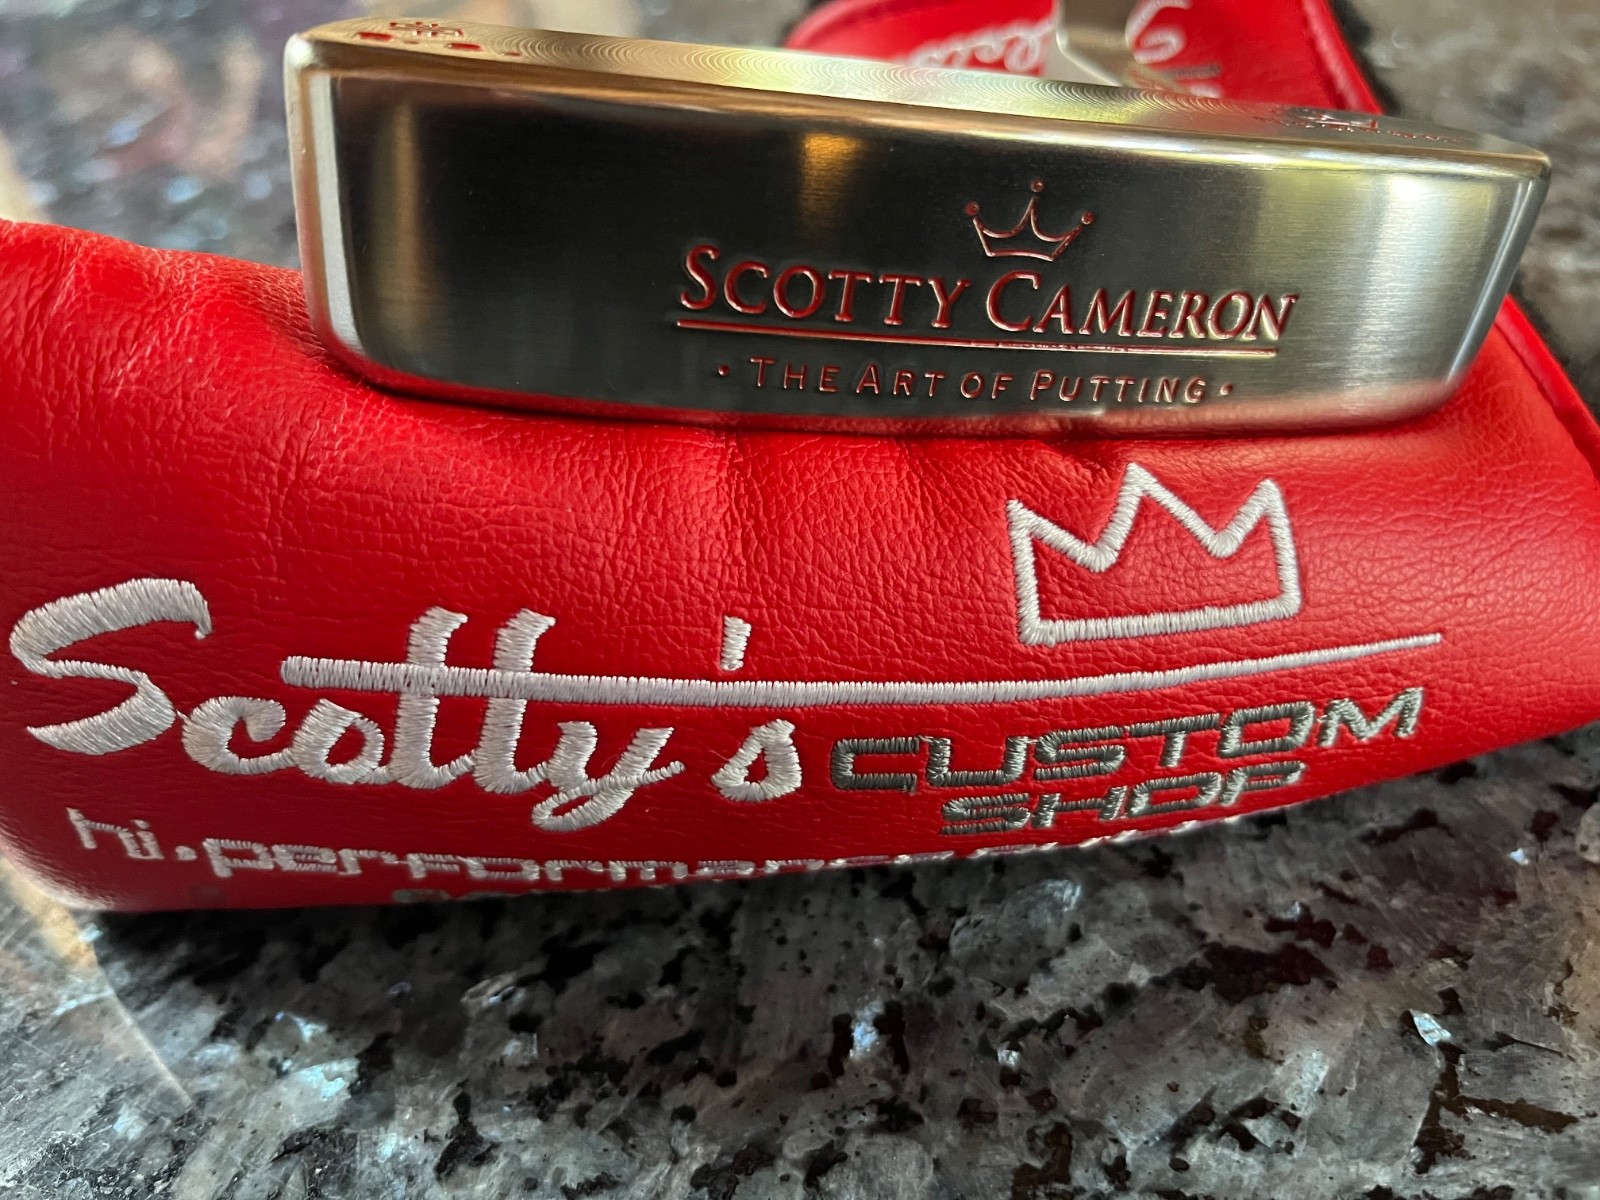 SCOTTY CAMERON
· THE ART OF PUTTING ·
Scotty's CUSTOM
SHOP